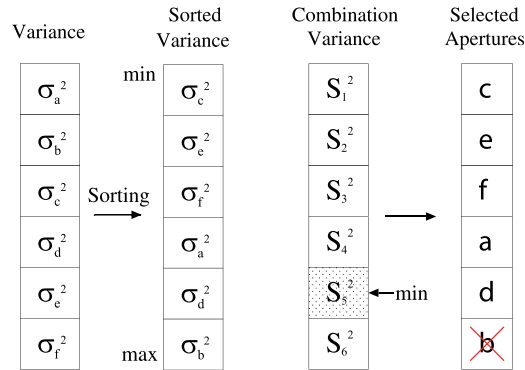 Variance
Sorted
Variance
Combination
Variance
Selected
Apertures
min
σa²
σc²
S₁²
c
σb²
σe²
S₂²
e
σc²
Sorting
σf²
S₃²
f
σd²
σa²
S₄²
a
σe²
σd²
S₅²
min
d
σf²
max
σb²
S₆²
b